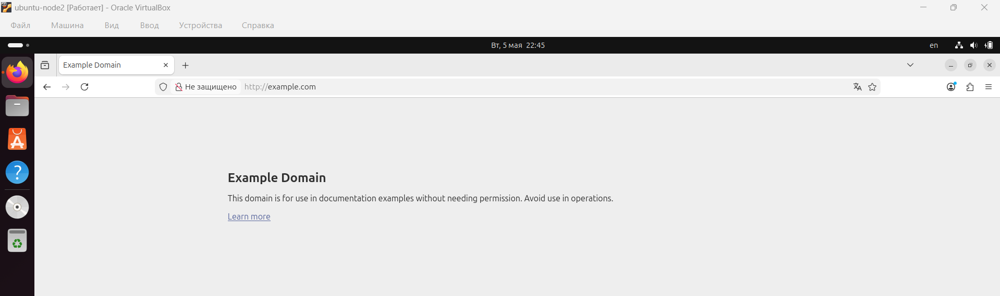 ubuntu-node2 [Работает] - Oracle VirtualBox
Файл Машина Вид Ввод Устройства Справка
Вт, 5 мая 22:45 en
Example Domain
Не защищено http://example.com
Example Domain
This domain is for use in documentation examples without needing permission. Avoid use in operations.
Learn more